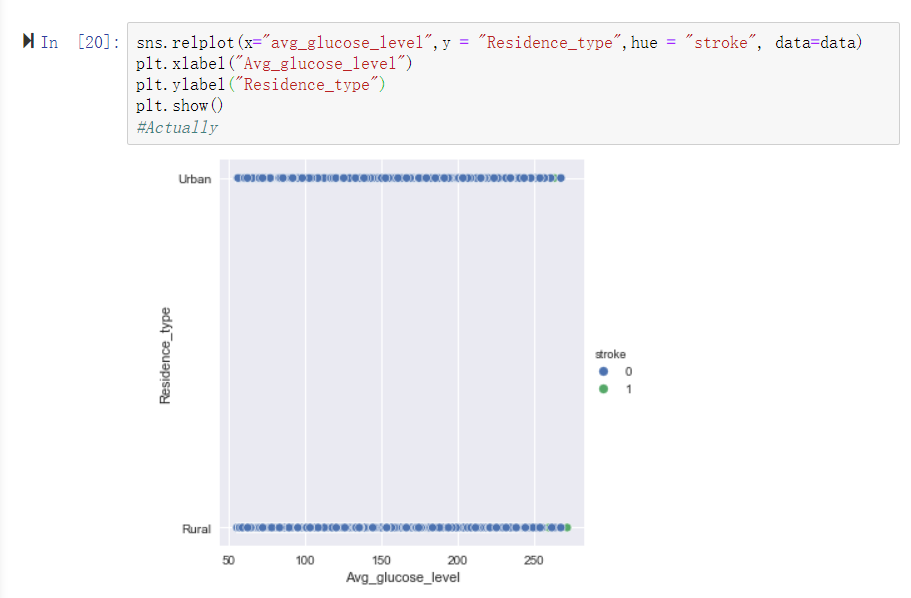 In [20]:
sns.relplot(x="avg_glucose_level",y = "Residence_type",hue = "stroke", data=data)
plt.xlabel("Avg_glucose_level")
plt.ylabel("Residence_type")
plt.show()
#Actually
Urban
Residence_type
Rural
stroke
0
1
50 100 150 200 250
Avg_glucose_level